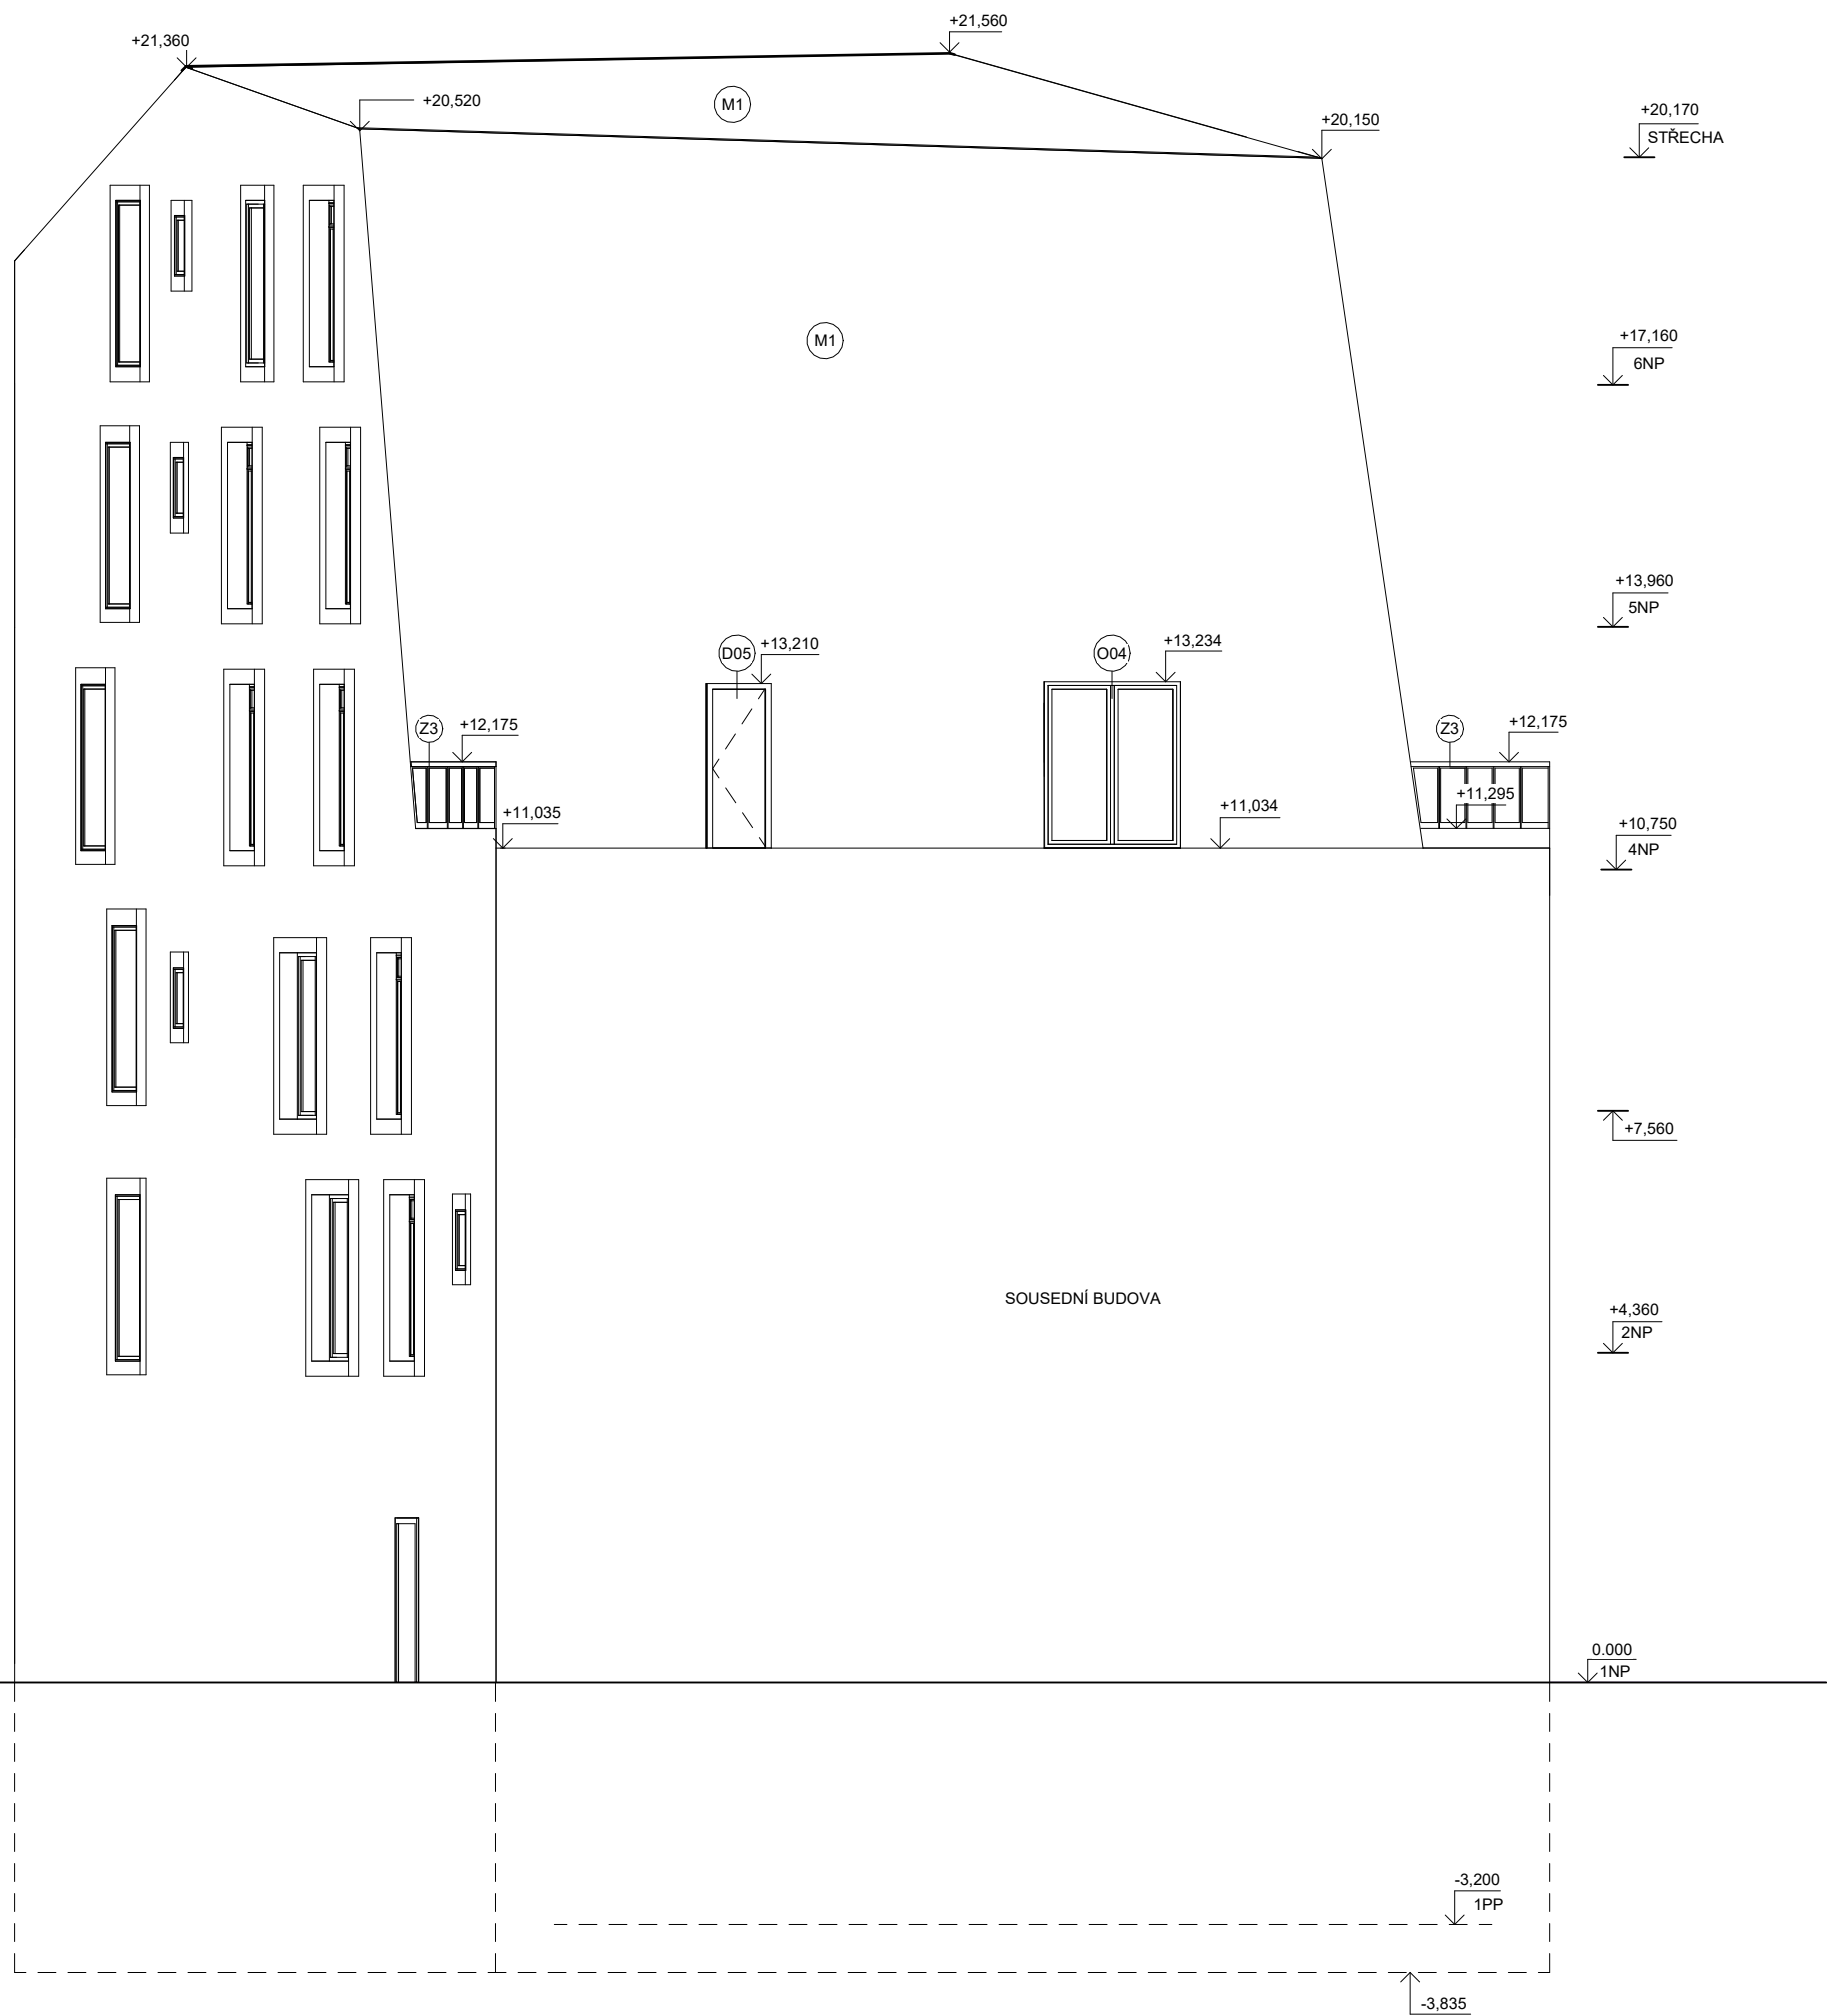 +21,560
+21,360
+20,520
M1
+20,170
STŘECHA
+20,150
M1
+17,160
6NP
+13,960
5NP
D05
+13,210
O04
+13,234
Z3
+12,175
Z3
+12,175
+11,295
+11,035
+11,034
+10,750
4NP
+7,560
SOUSEDNÍ BUDOVA
+4,360
2NP
0.000
1NP
-3,200
1PP
-3,835